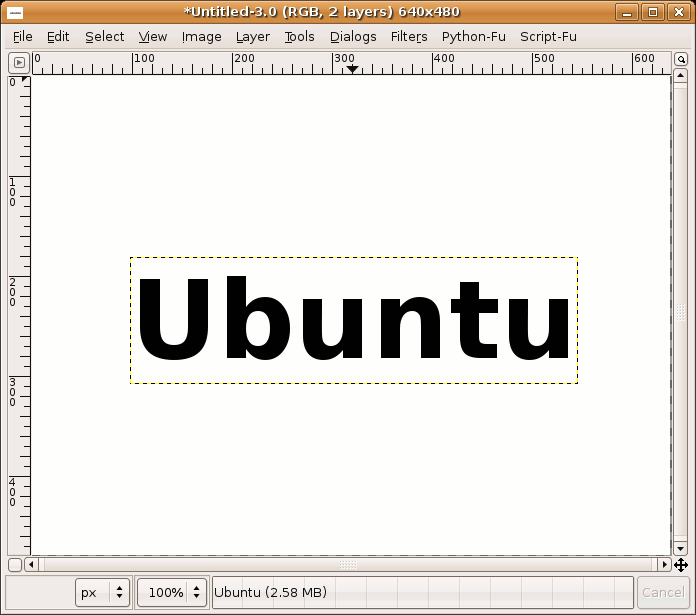 *Untitled-3.0 (RGB, 2 layers) 640x480
File Edit Select View Image Layer Tools Dialogs Filters Python-Fu Script-Fu
0 100 200 300 400 500 600
0
100
200
300
400
Ubuntu
px 100% Ubuntu (2.58 MB) Cancel